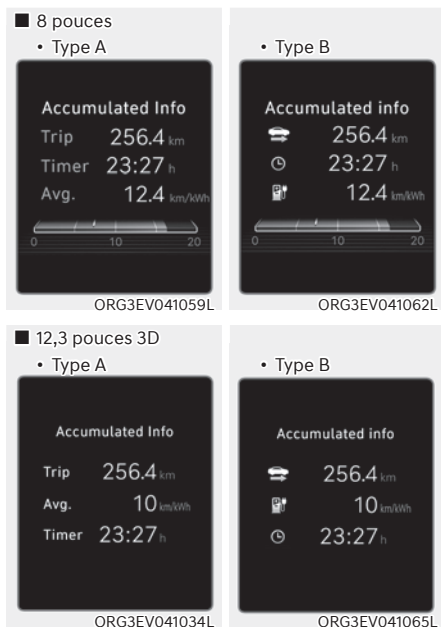 ■ 8 pouces
• Type A
Accumulated Info
Trip 256.4 km
Timer 23:27 h
Avg. 12.4 km/kWh
0 10 20
ORG3EV041059L
• Type B
Accumulated info
256.4 km
23:27 h
12.4 km/kWh
0 10 20
ORG3EV041062L
■ 12,3 pouces 3D
• Type A
Accumulated Info
Trip 256.4 km
Avg. 10 km/kWh
Timer 23:27 h
ORG3EV041034L
• Type B
Accumulated info
256.4 km
10 km/kWh
23:27 h
ORG3EV041065L